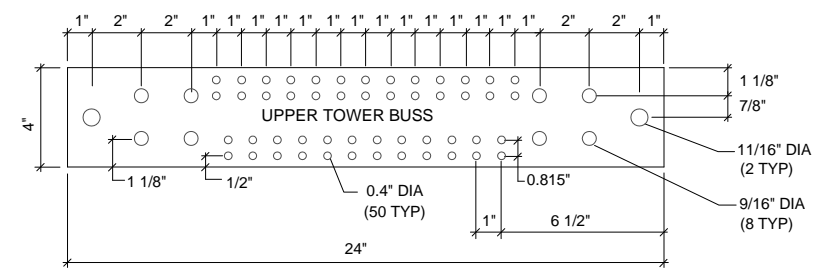 1" 2" 2" 1" 1" 1" 1" 1" 1" 1" 1" 1" 1" 1" 1" 1" 1" 2" 2" 1"
1 1/8"
7/8"
4"
UPPER TOWER BUSS
11/16" DIA
(2 TYP)
1 1/8"
1/2"
0.4" DIA
(50 TYP)
0.815"
9/16" DIA
(8 TYP)
1"
6 1/2"
24"